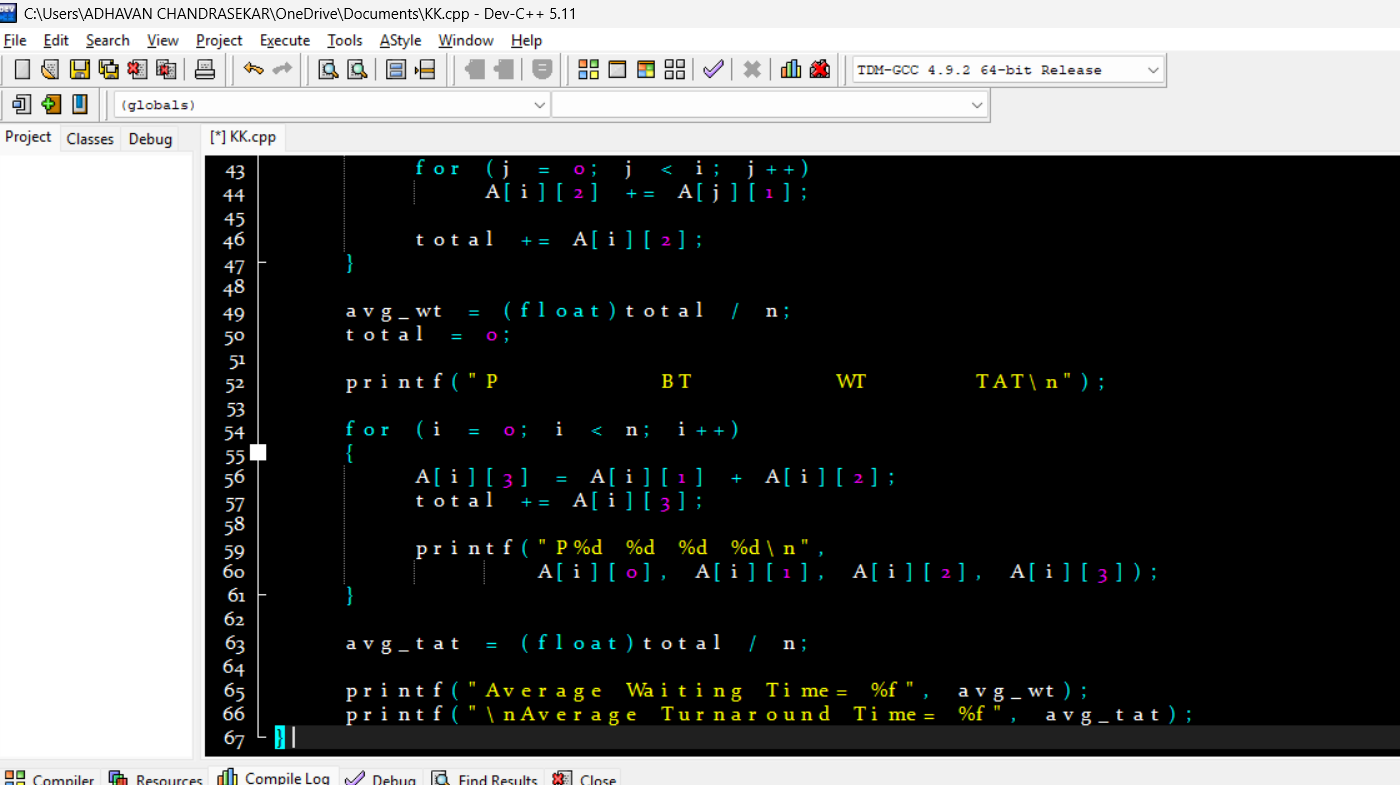 C:\Users\ADHAVAN CHANDRASEKAR\OneDrive\Documents\KK.cpp - Dev-C++ 5.11
File Edit Search View Project Execute Tools AStyle Window Help
TDM-GCC 4.9.2 64-bit Release
(globals)
Project Classes Debug [*] KK.cpp
43 for (j = 0; j < i; j++)
44 A[i][2] += A[j][1];
45
46 total += A[i][2];
47 }
48
49 avg_wt = (float)total / n;
50 total = 0;
51
52 printf("P BT WT TAT\n");
53
54 for (i = 0; i < n; i++)
55 {
56 A[i][3] = A[i][1] + A[i][2];
57 total += A[i][3];
58
59 printf("P%d %d %d %d\n",
60 A[i][0], A[i][1], A[i][2], A[i][3]);
61 }
62
63 avg_tat = (float)total / n;
64
65 printf("Average Waiting Time= %f", avg_wt);
66 printf("\nAverage Turnaround Time= %f", avg_tat);
67 }
Compiler Resources Compile Log Debug Find Results Close